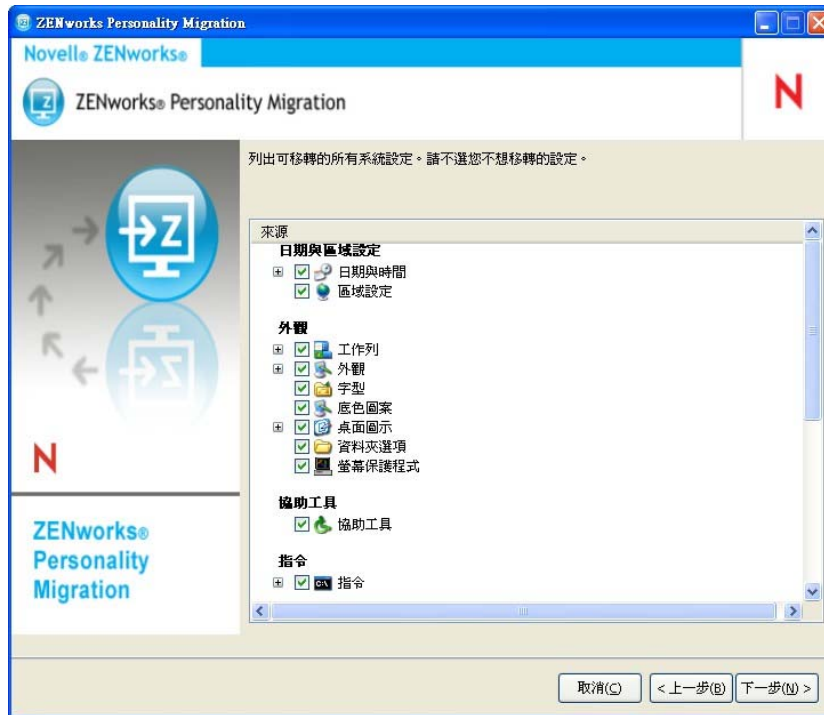 ZENworks Personality Migration
Novell® ZENworks®
ZENworks® Personality Migration
N
列出可移轉的所有系統設定。請不選您不想移轉的設定。
來源
日期與區域設定
日期與時間
區域設定
外觀
工作列
外觀
字型
底色圖案
桌面圖示
資料夾選項
螢幕保護程式
協助工具
協助工具
指令
指令
Z
N
ZENworks®
Personality
Migration
取消(C)
< 上一步(B)
下一步(N) >